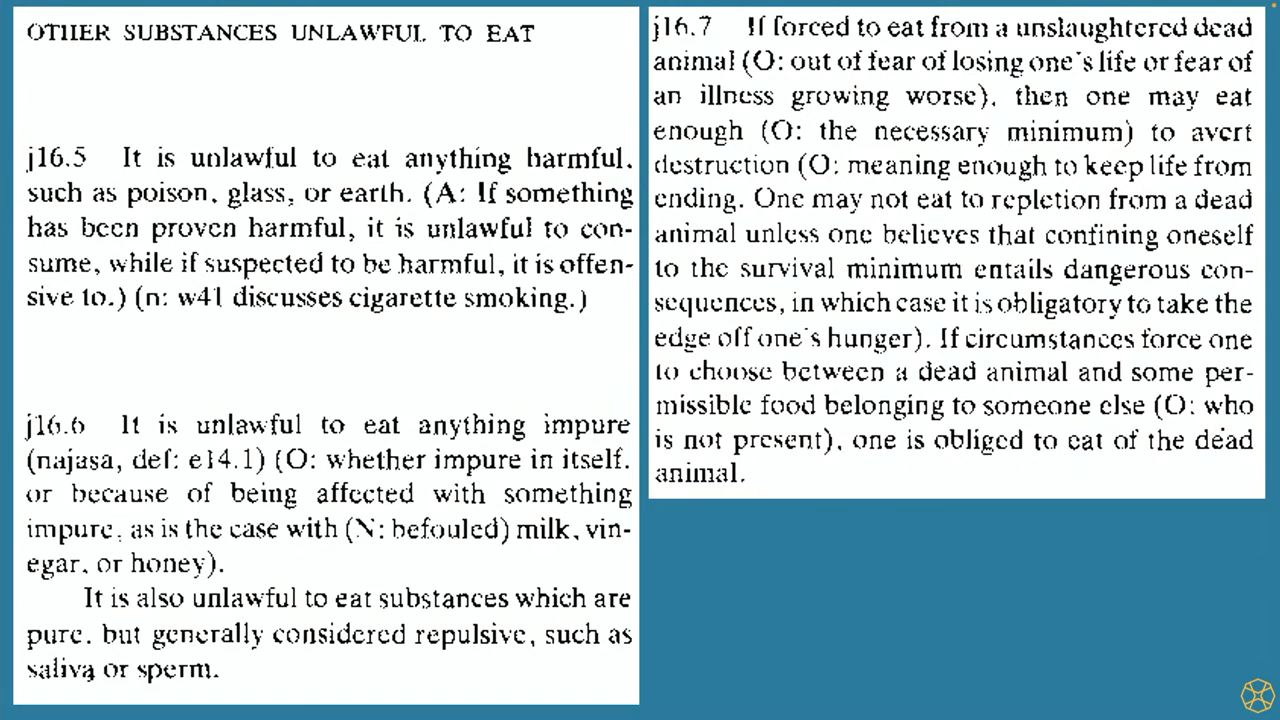 OTHER SUBSTANCES UNLAWFUL TO EAT
j16.5 It is unlawful to eat anything harmful,
such as poison, glass, or earth. (A: If something
has been proven harmful, it is unlawful to con-
sume, while if suspected to be harmful, it is offen-
sive to.) (n: w41 discusses cigarette smoking.)
j16.6 It is unlawful to eat anything impure
(najasa, def: e14.1) (O: whether impure in itself,
or because of being affected with something
impure, as is the case with (N: befouled) milk, vin-
egar, or honey).
It is also unlawful to eat substances which are
pure, but generally considered repulsive, such as
saliva or sperm.
j16.7 If forced to eat from a unslaughtered dead
animal (O: out of fear of losing one's life or fear of
an illness growing worse), then one may eat
enough (O: the necessary minimum) to avert
destruction (O: meaning enough to keep life from
ending. One may not eat to repletion from a dead
animal unless one believes that confining oneself
to the survival minimum entails dangerous con-
sequences, in which case it is obligatory to take the
edge off one's hunger). If circumstances force one
to choose between a dead animal and some per-
missible food belonging to someone else (O: who
is not present), one is obliged to eat of the dead
animal.